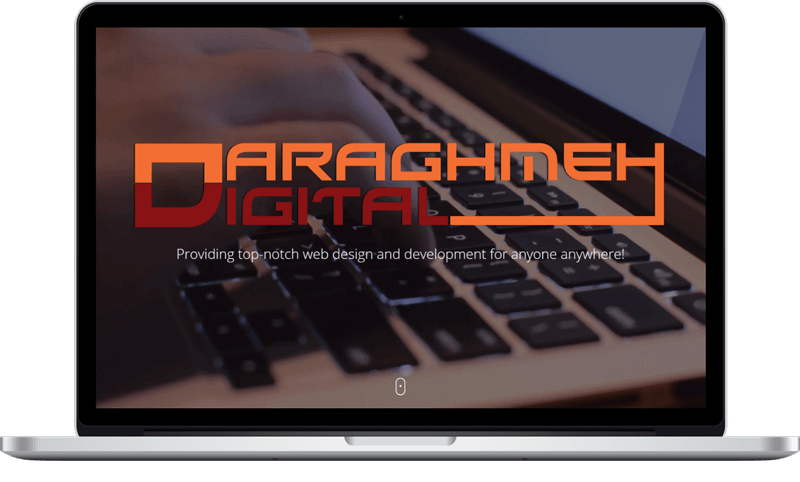 DARAGHMEH
DIGITAL
Providing top-notch web design and development for anyone anywhere!